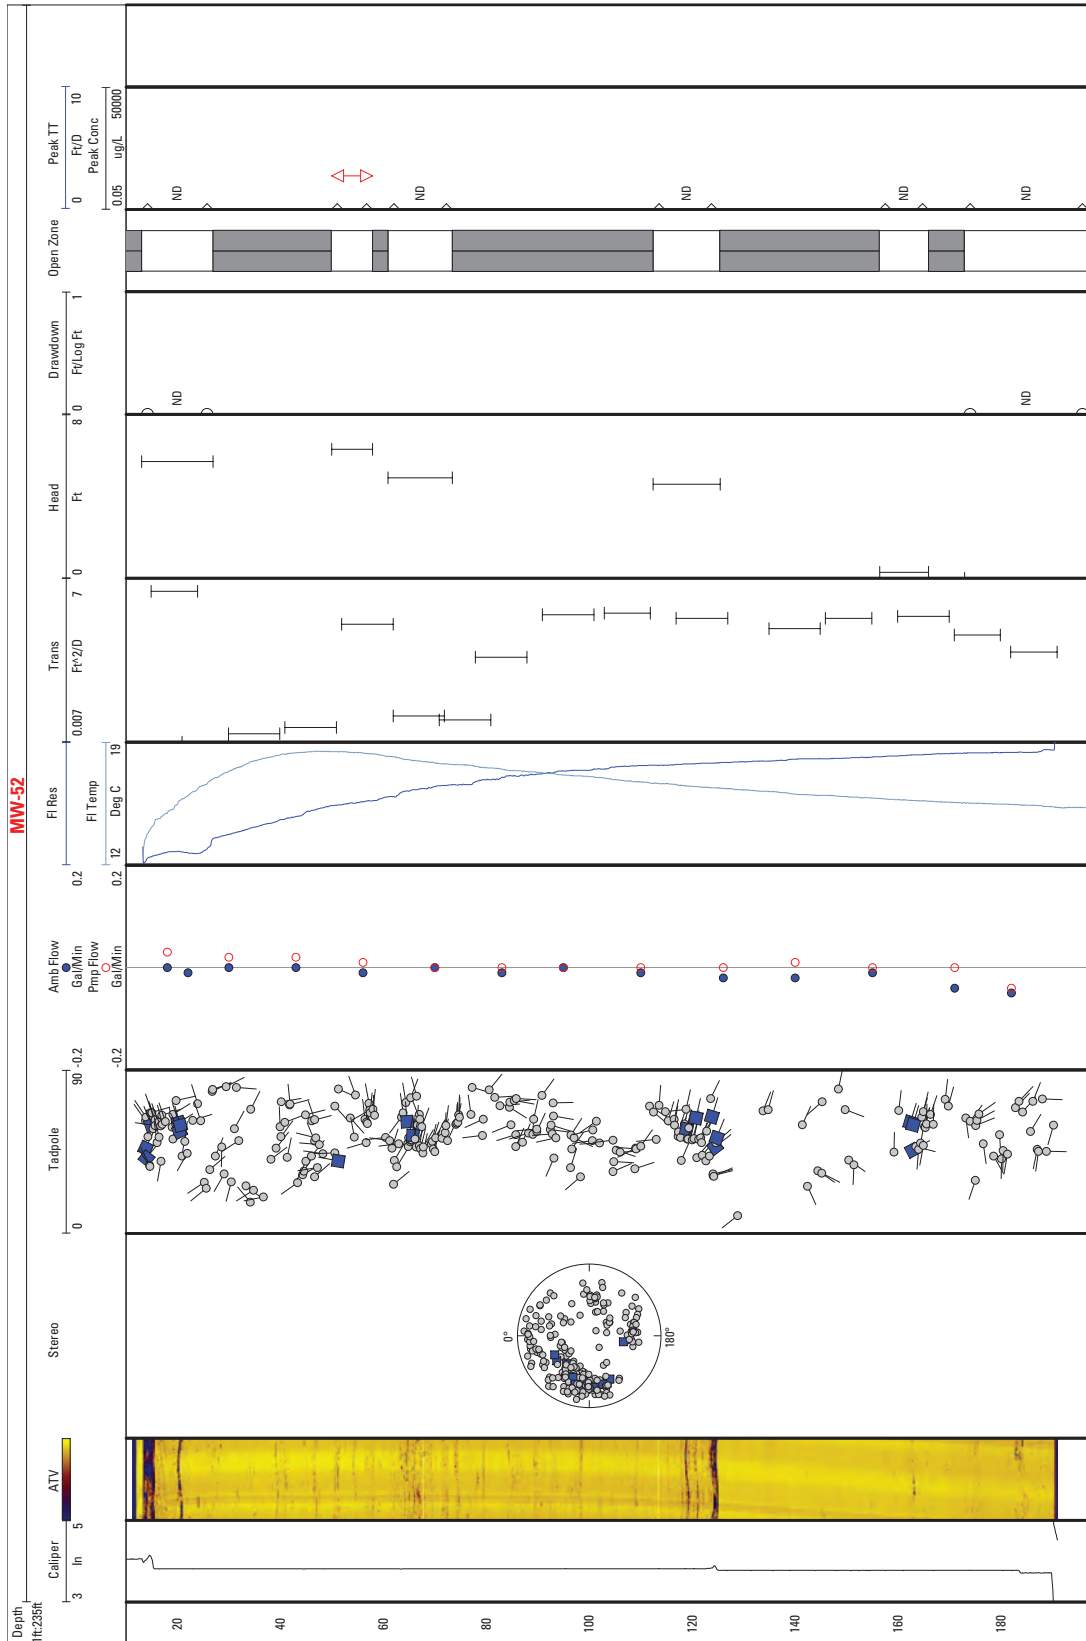 MW-52
Depth
1ft:235ft
Caliper
3 In 5
ATV
Stereo
Tadpole
0 90
Amb Flow
Gal/Min
-0.2 0.2
Pmp Flow
Gal/Min
-0.2 0.2
Fl Res
Fl Temp
12 Deg C 19
Trans
0.007 Ft^2/D 7
Head
0 Ft 8
Drawdown
0 Ft/Log Ft 1
Open Zone
Peak TT
0 Ft/D 10
Peak Conc
0.05 ug/L 50000
20
40
60
80
100
120
140
160
180
0°
180°
ND
ND
ND
ND
ND
ND
ND